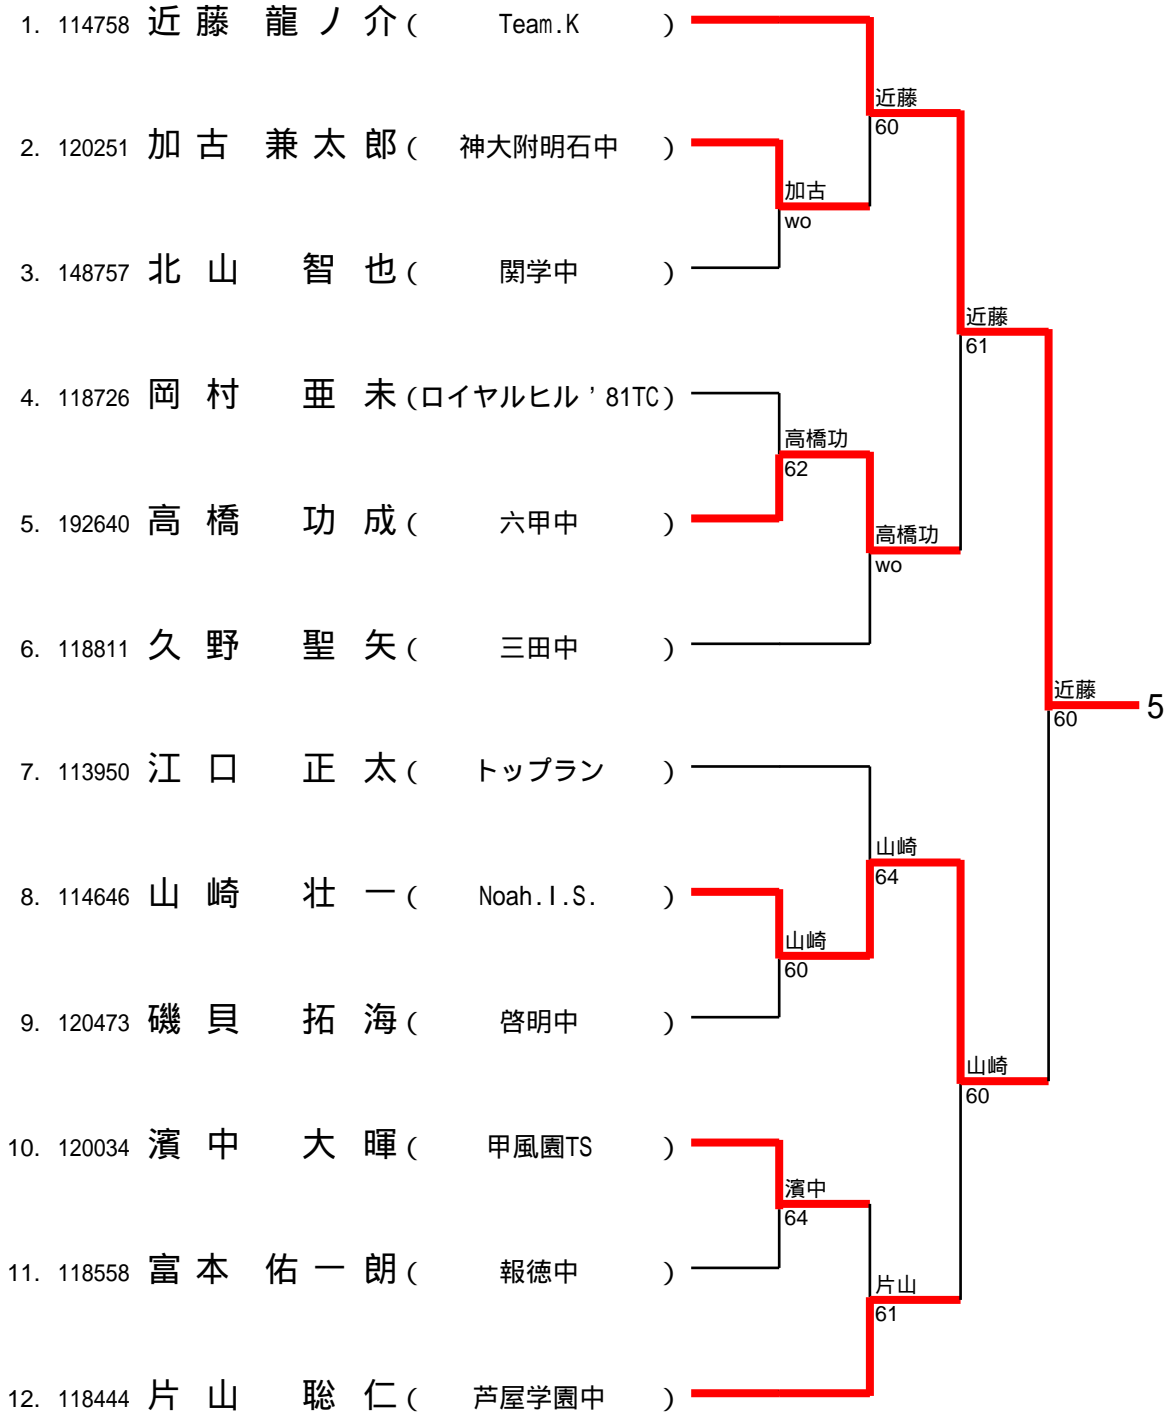 1. 114758 近藤 龍ノ介 ( Team.K )
近藤
60
2. 120251 加古 兼太郎 ( 神大附明石中 )
加古
wo
3. 148757 北山 智也 ( 関学中 )
近藤
61
4. 118726 岡村 亜未 (ロイヤルヒル'81TC)
高橋功
62
5. 192640 高橋 功成 ( 六甲中 )
高橋功
wo
6. 118811 久野 聖矢 ( 三田中 )
近藤
60
5
7. 113950 江口 正太 ( トップラン )
山崎
64
8. 114646 山崎 壮一 ( Noah.I.S. )
山崎
60
9. 120473 磯貝 拓海 ( 啓明中 )
山崎
60
10. 120034 濱中 大暉 ( 甲風園TS )
濱中
64
11. 118558 富本 佑一朗 ( 報徳中 )
片山
61
12. 118444 片山 聡仁 ( 芦屋学園中 )